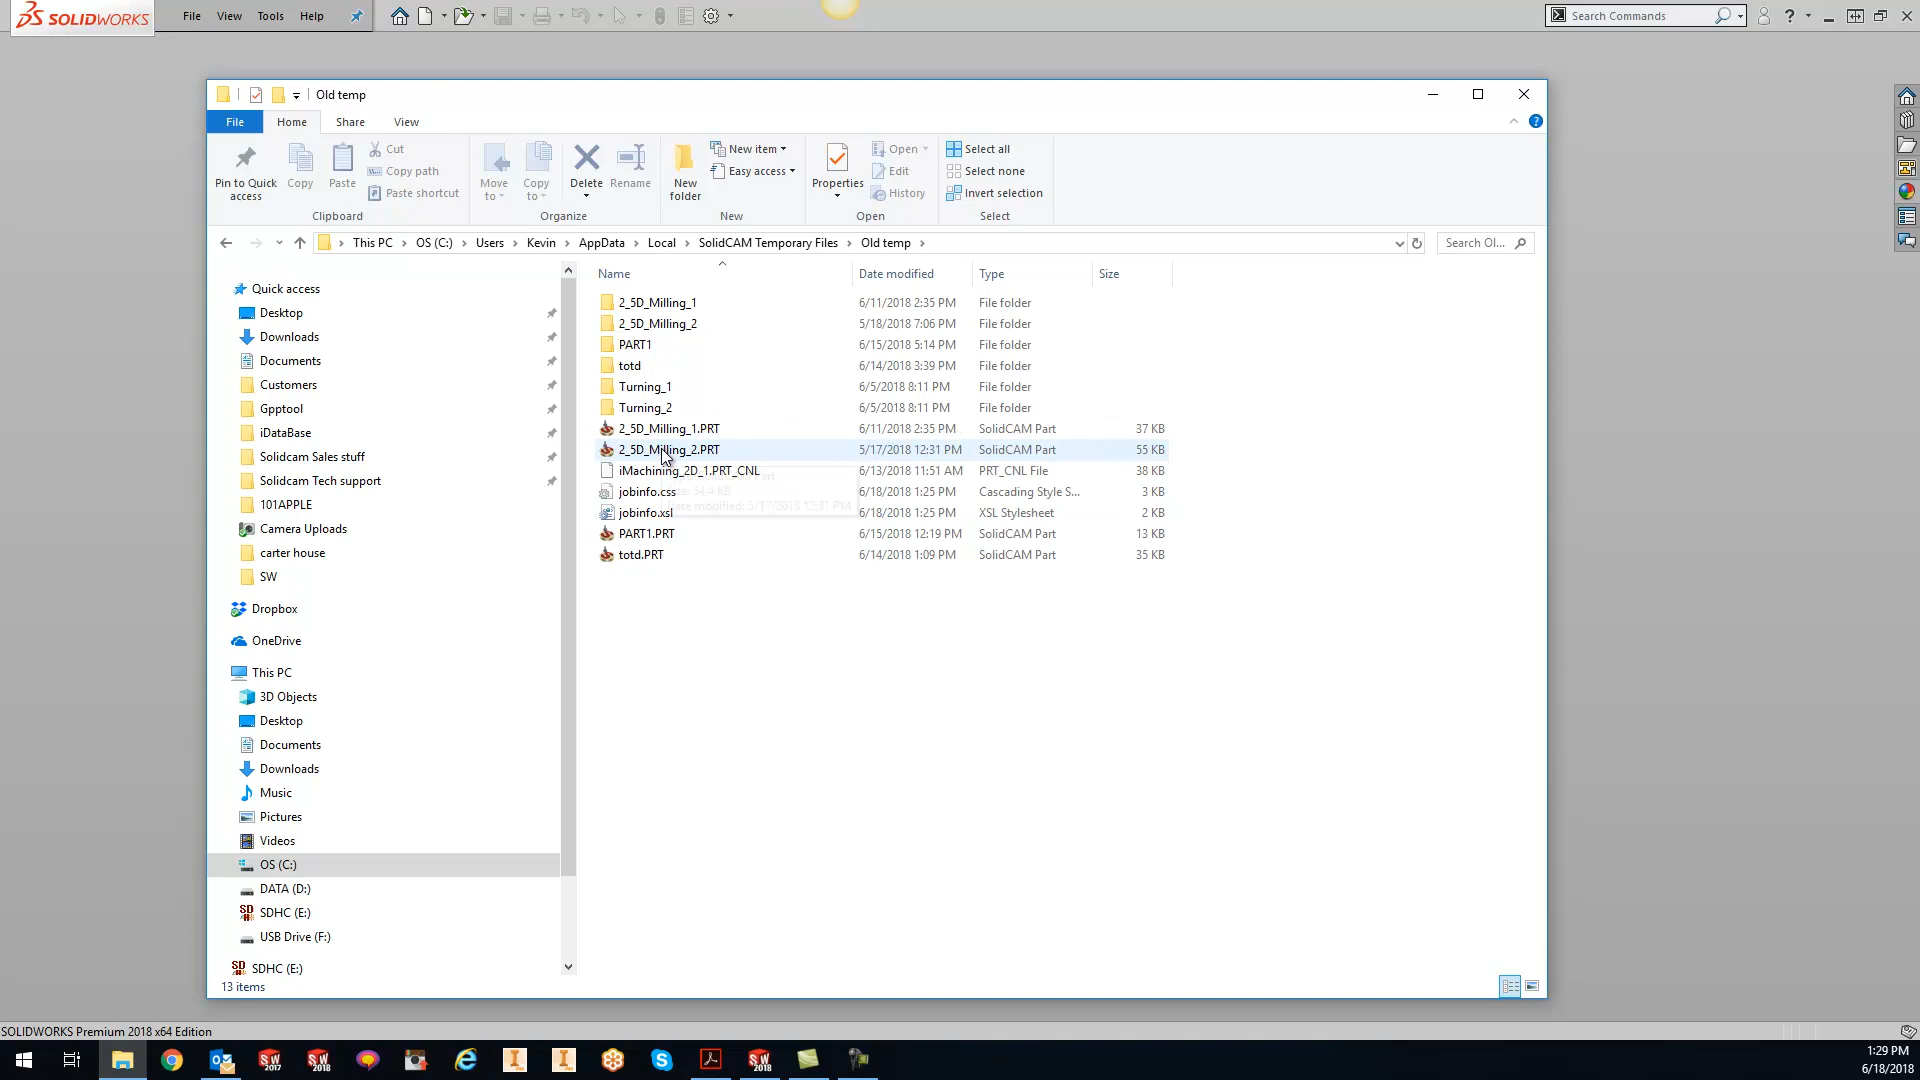 SOLIDWORKS
File View Tools Help
Search Commands
Old temp
File Home Share View
Pin to Quick access
Copy
Paste
Cut
Copy path
Paste shortcut
Clipboard
Move to
Copy to
Delete
Rename
Organize
New folder
New item
Easy access
New
Properties
Open
Edit
History
Open
Select all
Select none
Invert selection
Select
This PC > OS (C:) > Users > Kevin > AppData > Local > SolidCAM Temporary Files > Old temp >
Search Ol...
Name Date modified Type Size
2_5D_Milling_1 6/11/2018 2:35 PM File folder
2_5D_Milling_2 5/18/2018 7:06 PM File folder
PART1 6/15/2018 5:14 PM File folder
totd 6/14/2018 3:39 PM File folder
Turning_1 6/5/2018 8:11 PM File folder
Turning_2 6/5/2018 8:11 PM File folder
2_5D_Milling_1.PRT 6/11/2018 2:35 PM SolidCAM Part 37 KB
2_5D_Milling_2.PRT 5/17/2018 12:31 PM SolidCAM Part 55 KB
iMachining_2D_1.PRT_CNL 6/13/2018 11:51 AM PRT_CNL File 38 KB
jobinfo.css 6/18/2018 1:25 PM Cascading Style S... 3 KB
jobinfo.xsl 6/18/2018 1:25 PM XSL Stylesheet 2 KB
PART1.PRT 6/15/2018 12:19 PM SolidCAM Part 13 KB
totd.PRT 6/14/2018 1:09 PM SolidCAM Part 35 KB
Quick access
Desktop
Downloads
Documents
Customers
Gpptool
iDataBase
Solidcam Sales stuff
Solidcam Tech support
101APPLE
Camera Uploads
carter house
SW
Dropbox
OneDrive
This PC
3D Objects
Desktop
Documents
Downloads
Music
Pictures
Videos
OS (C:)
DATA (D:)
SDHC (E:)
USB Drive (F:)
SDHC (E:)
13 items
SOLIDWORKS Premium 2018 x64 Edition
1:29 PM
6/18/2018